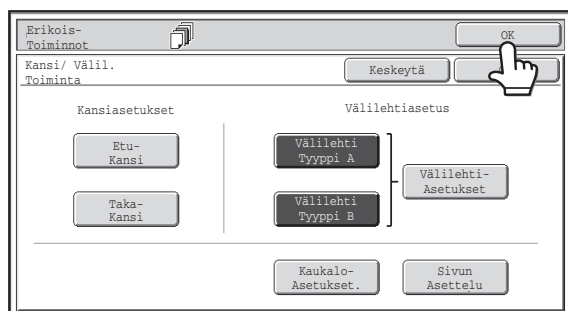 Erikois-
Toiminnot
OK
Kansi/ Välil.
Toiminta
Keskeytä
Kansiasetukset
Välilehtiasetus
Etu-
Kansi
Välilehti
Tyyppi A
Välilehti-
Asetukset
Taka-
Kansi
Välilehti
Tyyppi B
Kaukalo-
Asetukset.
Sivun
Asettelu